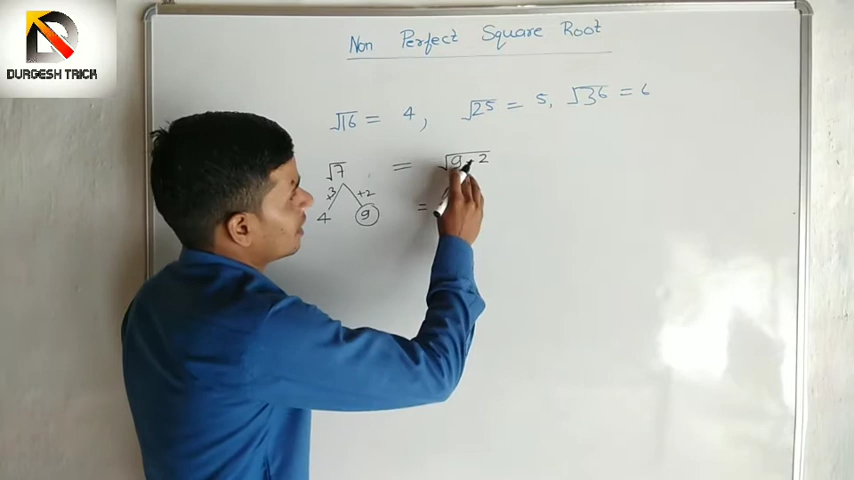 DURGESH TRICK
Non Perfect Square Root
√16 = 4, √25 = 5, √36 = 6
√7 = √9-2
+3 +2
4 9 =